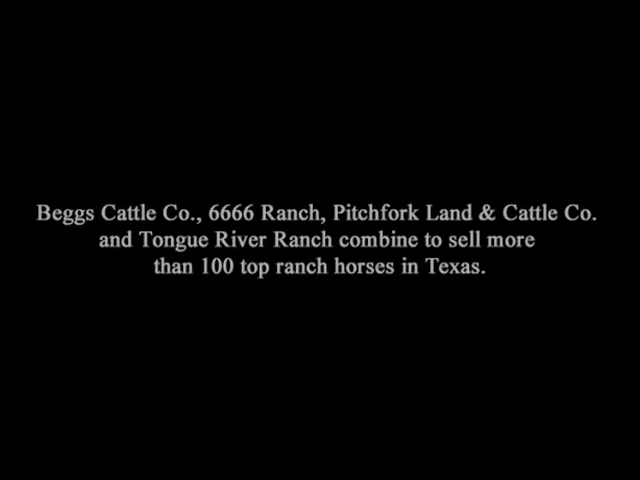 Beggs Cattle Co., 6666 Ranch, Pitchfork Land & Cattle Co.
and Tongue River Ranch combine to sell more
than 100 top ranch horses in Texas.